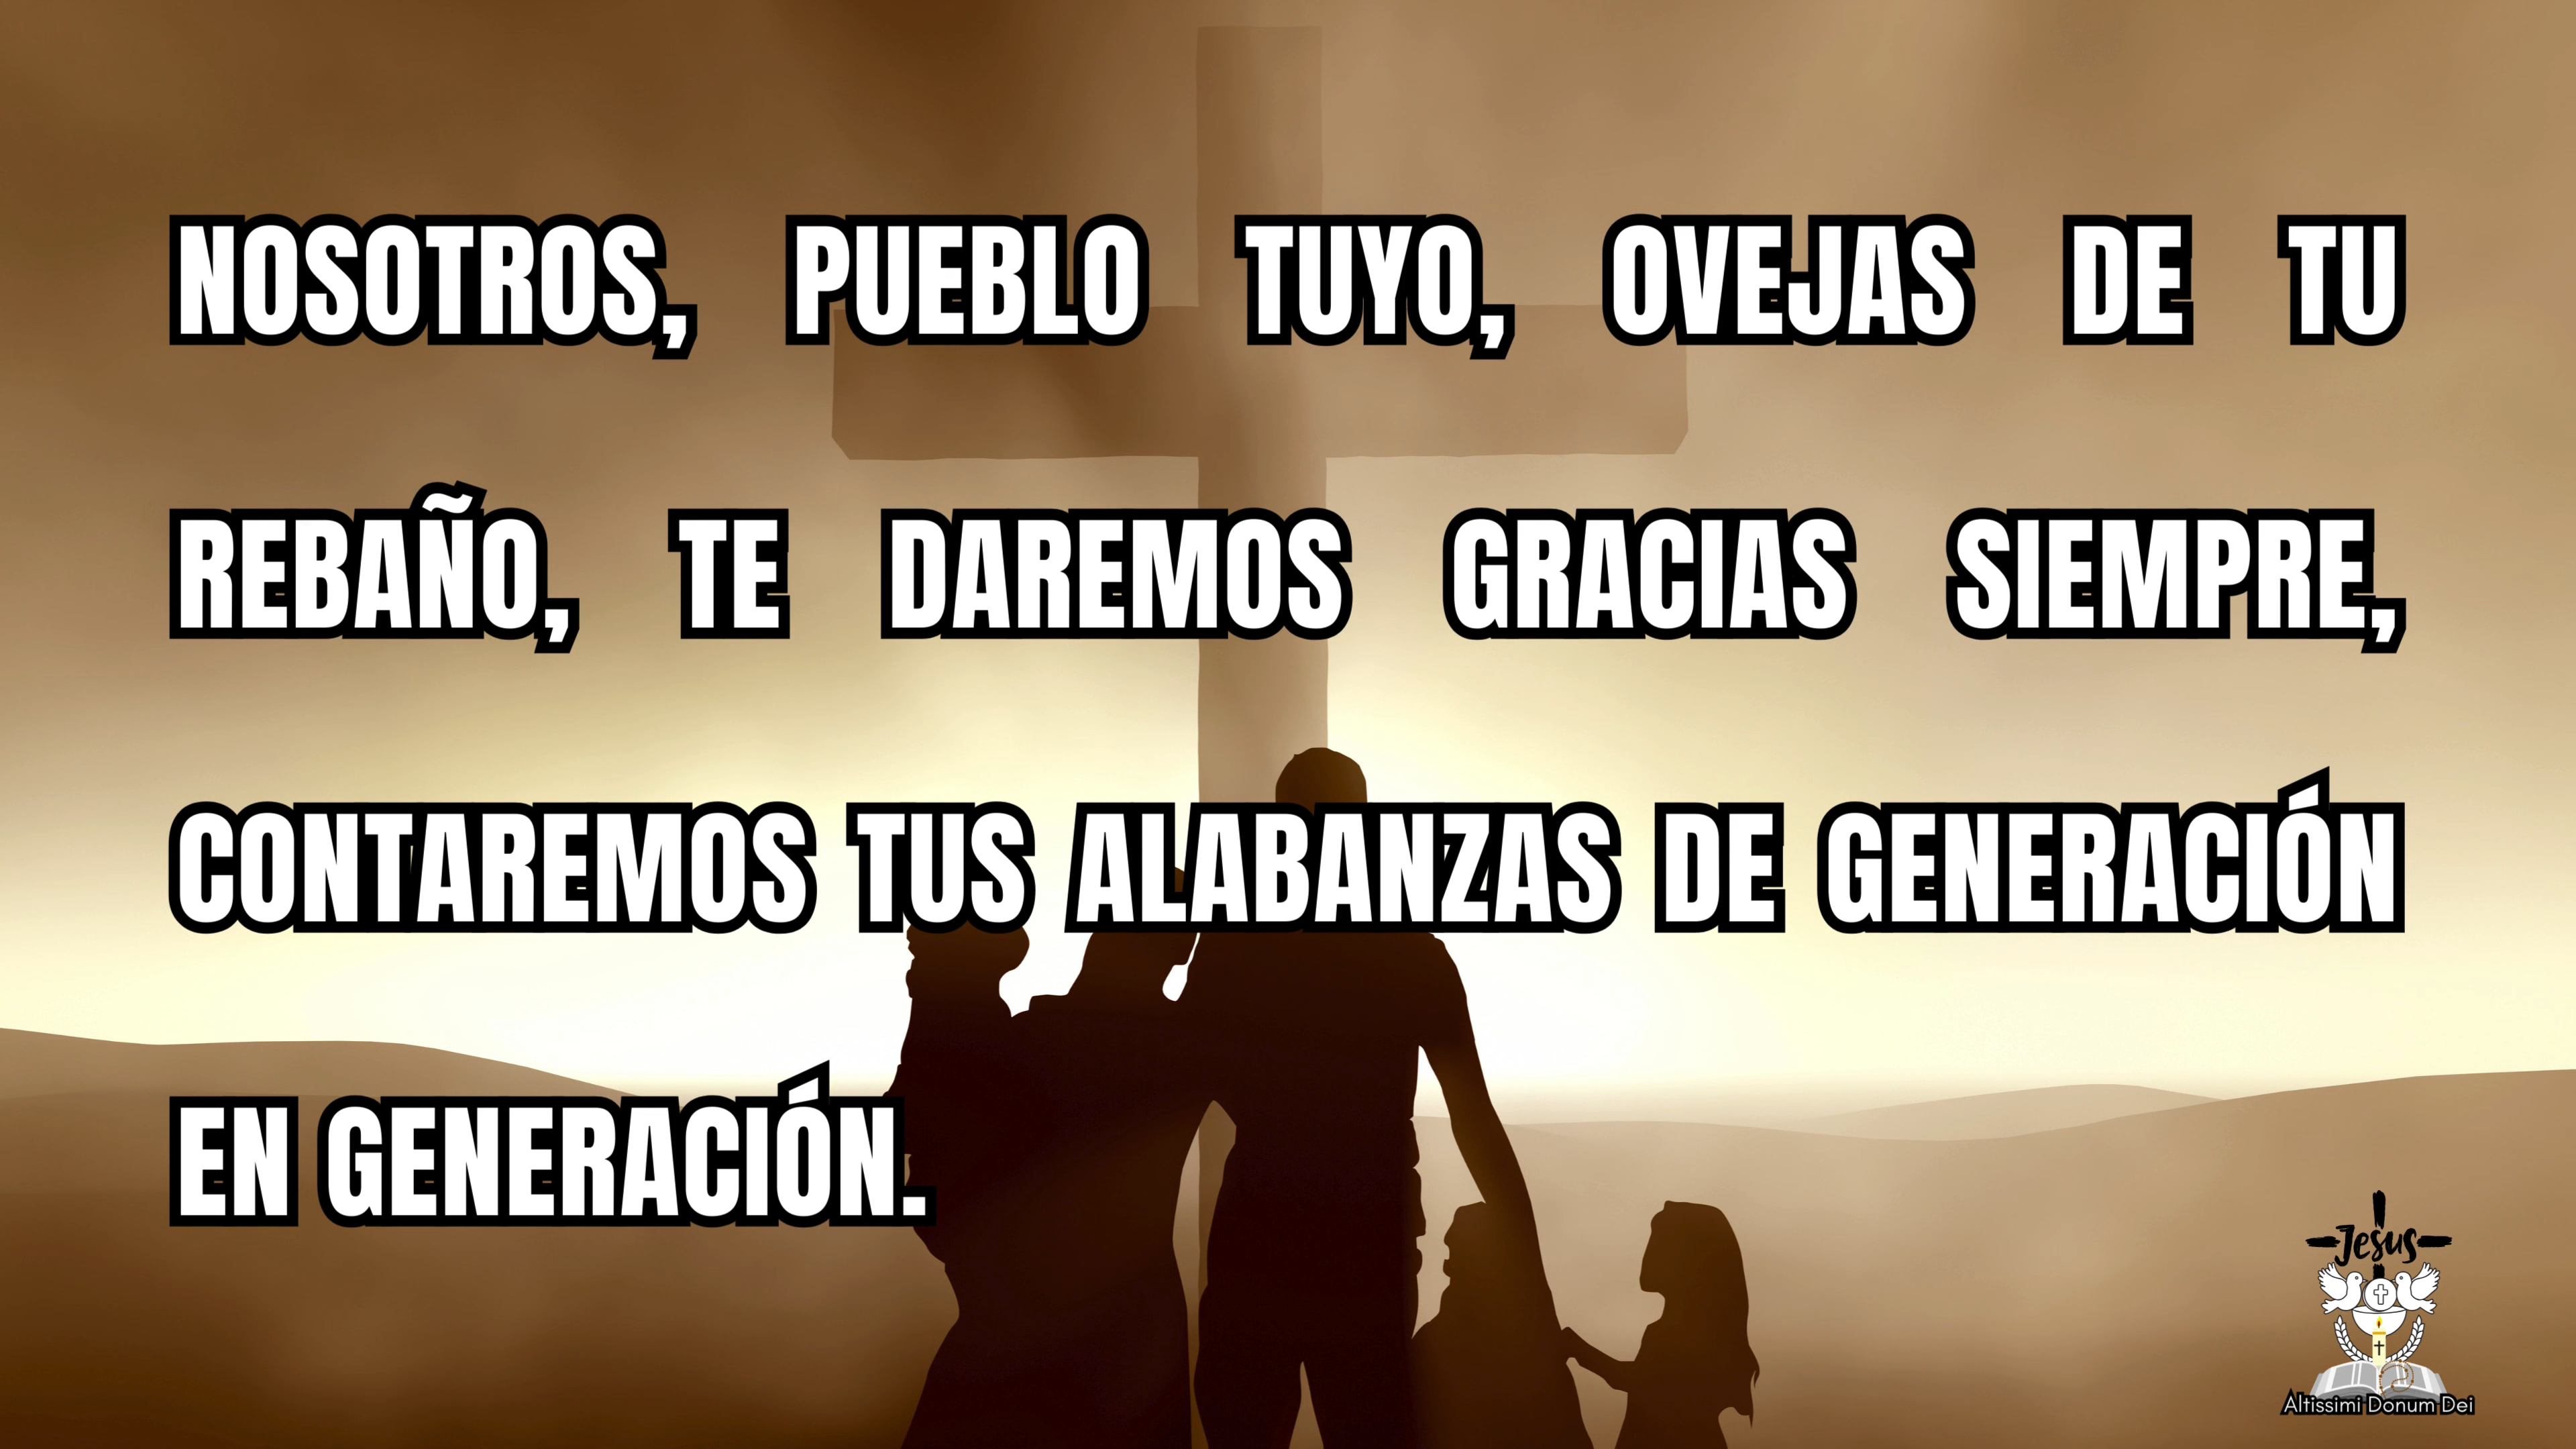 NOSOTROS, PUEBLO TUYO, OVEJAS DE TU
REBAÑO, TE DAREMOS GRACIAS SIEMPRE,
CONTAREMOS TUS ALABANZAS DE GENERACIÓN
EN GENERACIÓN.
Jesus
Altissimi Donum Dei